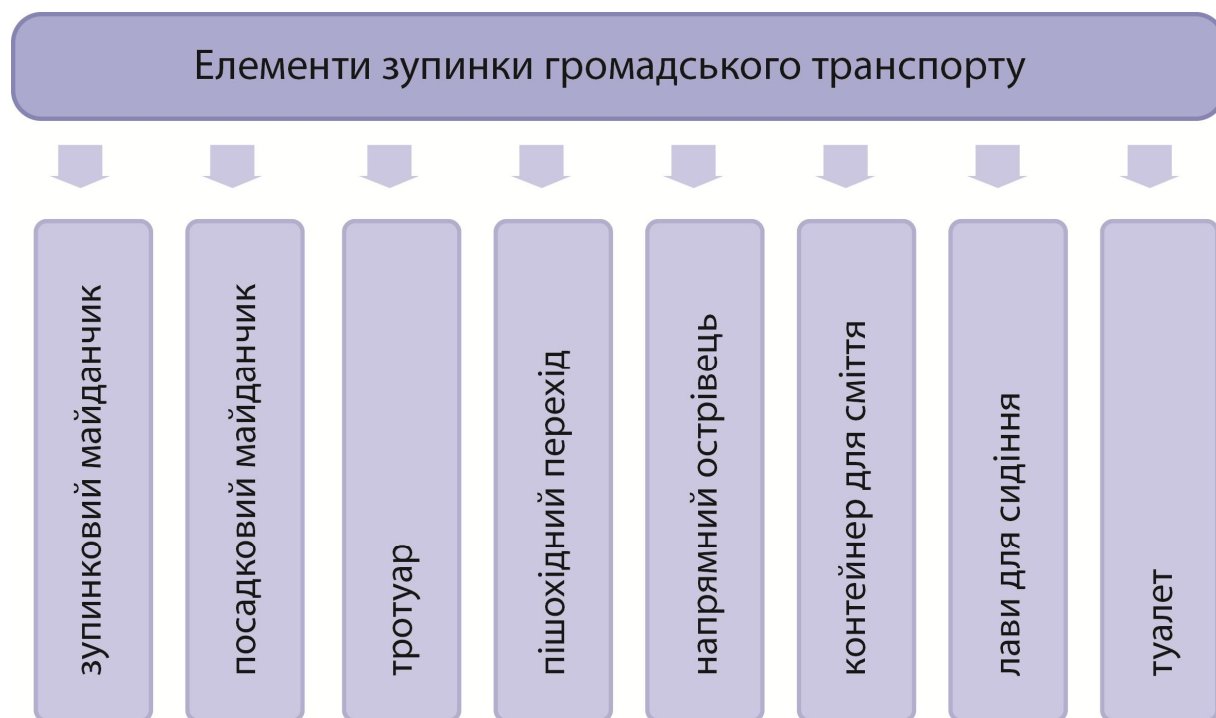 Елементи зупинки громадського транспорту
зупинковий майданчик
посадковий майданчик
тротуар
пішохідний перехід
напрямний острівець
контейнер для сміття
лави для сидіння
туалет